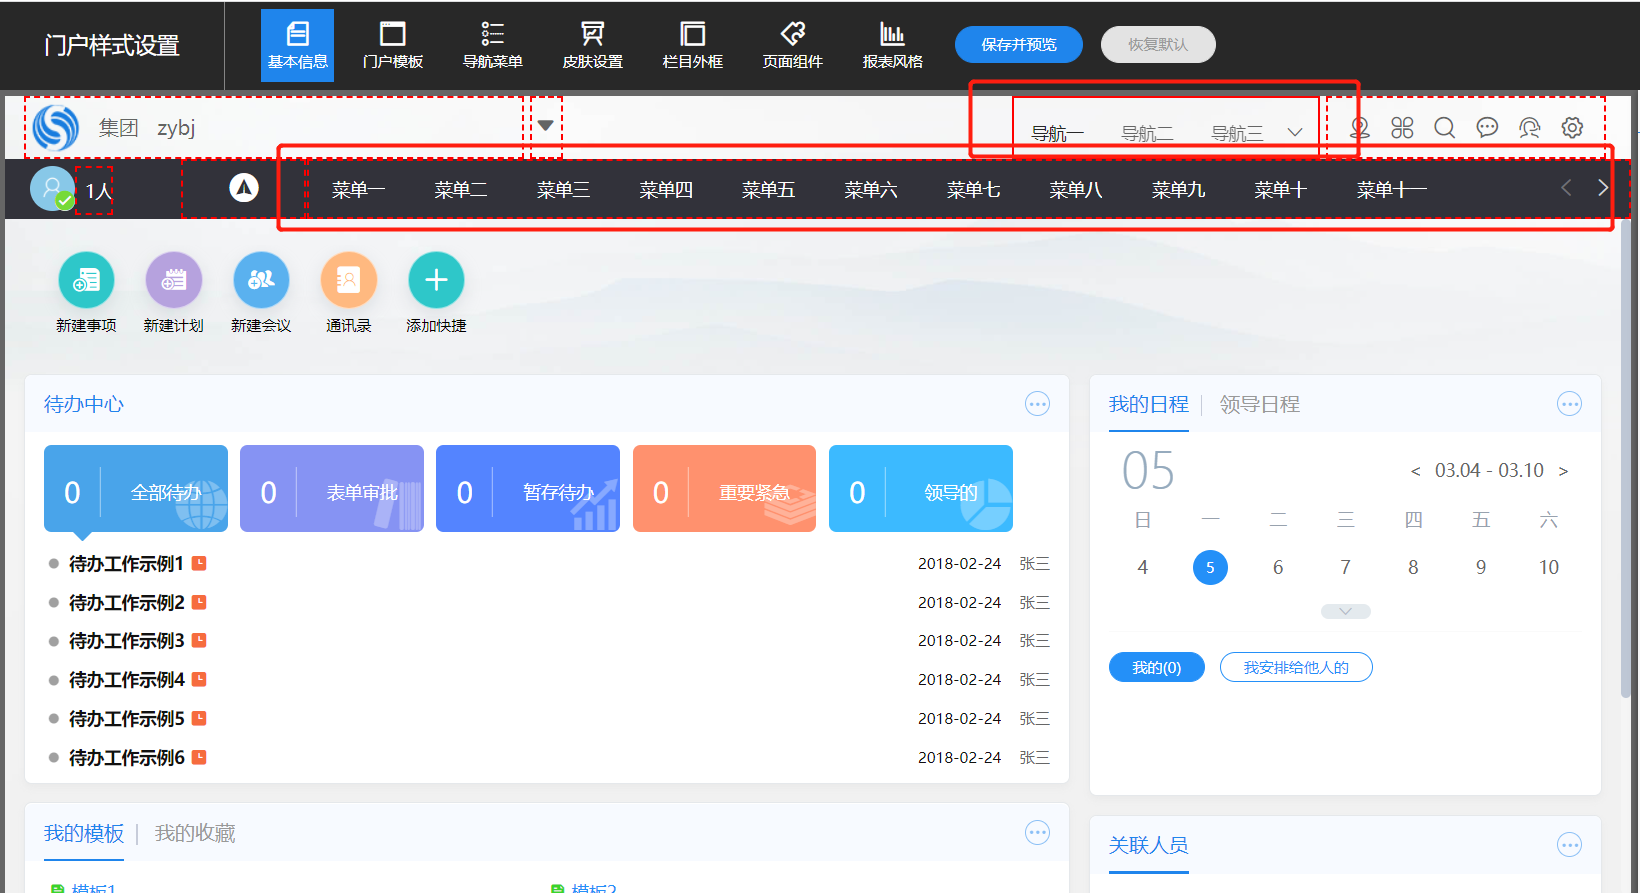 门户样式设置 基本信息 门户模板 导航菜单 皮肤设置 栏目外框 页面组件 报表风格 保存并预览 恢复默认
集团 zybj 导航一 导航二 导航三
1人 菜单一 菜单二 菜单三 菜单四 菜单五 菜单六 菜单七 菜单八 菜单九 菜单十 菜单十一
新建事项 新建计划 新建会议 通讯录 添加快捷
待办中心
0 全部待办 0 表单审批 0 暂存待办 0 重要紧急 0 领导的
待办工作示例1 2018-02-24 张三
待办工作示例2 2018-02-24 张三
待办工作示例3 2018-02-24 张三
待办工作示例4 2018-02-24 张三
待办工作示例5 2018-02-24 张三
待办工作示例6 2018-02-24 张三
我的日程 领导日程
05 < 03.04 - 03.10 >
日 一 二 三 四 五 六
4 5 6 7 8 9 10
我的(0) 我安排给他人的
我的模板 我的收藏
模板1 模板2
关联人员